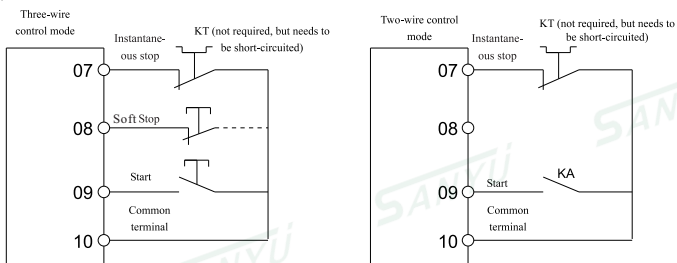 Three-wire
control mode
Instantane-
ous stop
KT (not required, but needs to
be short-circuited)
07
08
Soft Stop
09
Start
Common
terminal
10
Two-wire control
mode
Instantane-
ous stop
KT (not required, but needs to
be short-circuited)
07
08
09
Start
KA
Common
terminal
10
SANYU
SANYU
SAN